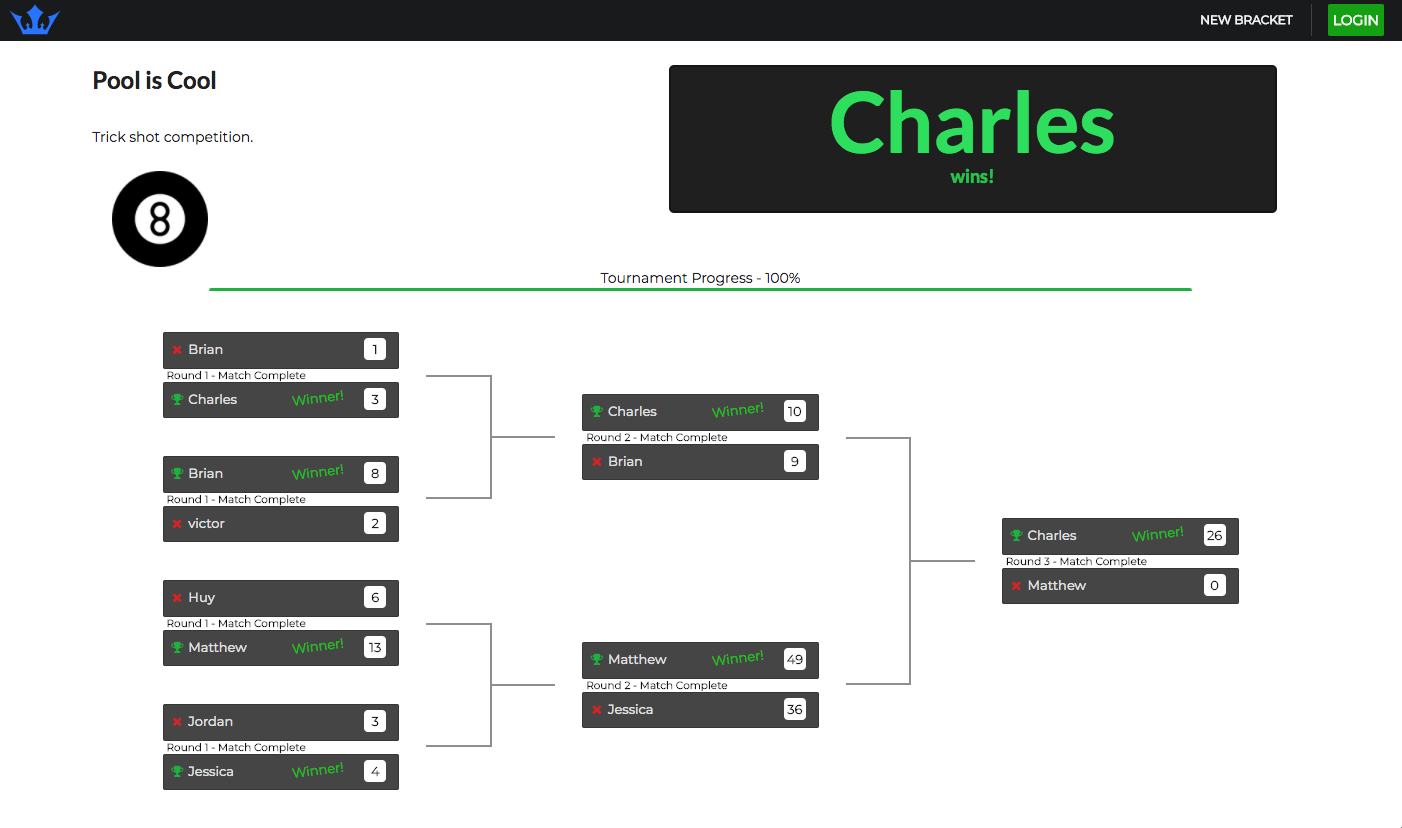 NEW BRACKET
LOGIN
Pool is Cool
Trick shot competition.
8
Charles
wins!
Tournament Progress - 100%
Brian 1
Round 1 - Match Complete
Charles Winner! 3
Brian Winner! 8
Round 1 - Match Complete
victor 2
Huy 6
Round 1 - Match Complete
Matthew Winner! 13
Jordan 3
Round 1 - Match Complete
Jessica Winner! 4
Charles Winner! 10
Round 2 - Match Complete
Brian 9
Matthew Winner! 49
Round 2 - Match Complete
Jessica 36
Charles Winner! 26
Round 3 - Match Complete
Matthew 0